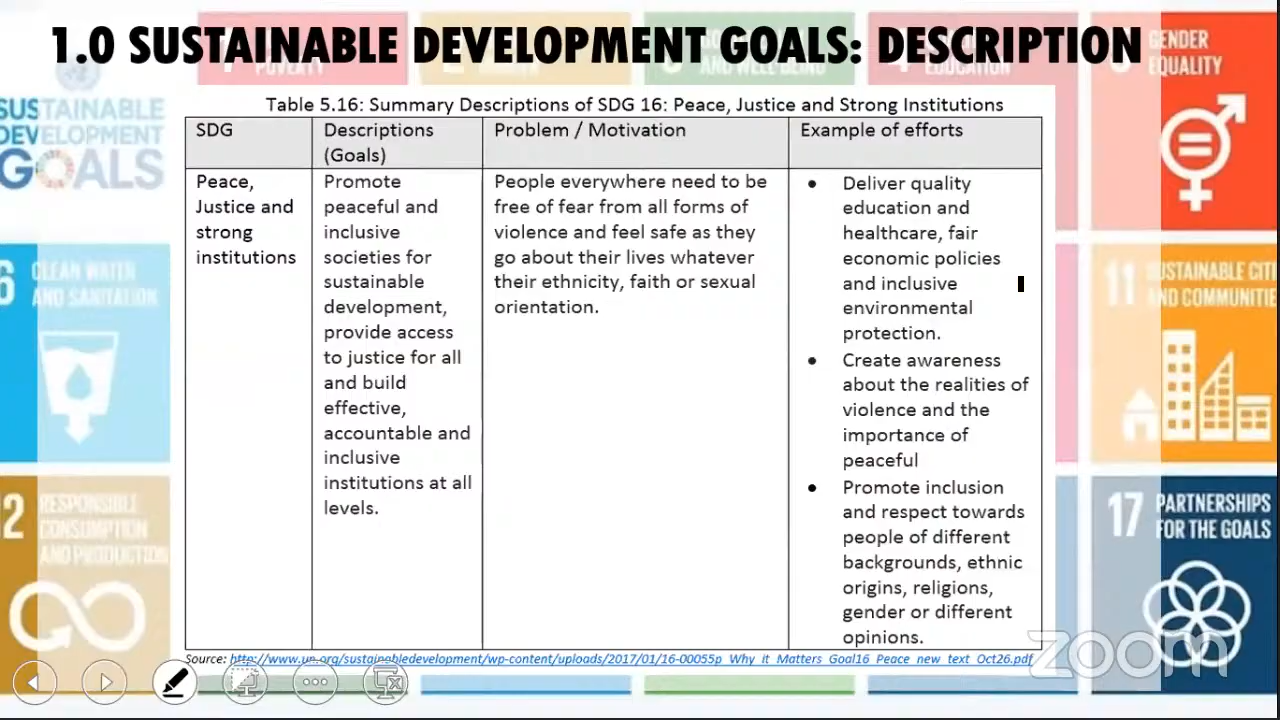 1.0 SUSTAINABLE DEVELOPMENT GOALS: DESCRIPTION
POVERTY
AND WELL-BEING
EDUCATION
GENDER
EQUALITY
SUSTAINABLE
DEVELOPMENT
GOALS
Table 5.16: Summary Descriptions of SDG 16: Peace, Justice and Strong Institutions
SDG
Descriptions
(Goals)
Problem / Motivation
Example of efforts
Peace,
Justice and
strong
institutions
Promote
peaceful and
inclusive
societies for
sustainable
development,
provide access
to justice for all
and build
effective,
accountable and
inclusive
institutions at all
levels.
People everywhere need to be
free of fear from all forms of
violence and feel safe as they
go about their lives whatever
their ethnicity, faith or sexual
orientation.
• Deliver quality
education and
healthcare, fair
economic policies
and inclusive
environmental
protection.
• Create awareness
about the realities of
violence and the
importance of
peaceful
• Promote inclusion
and respect towards
people of different
backgrounds, ethnic
origins, religions,
gender or different
opinions.
6 CLEAN WATER
AND SANITATION
11 SUSTAINABLE CITI
AND COMMUNITIE
2 RESPONSIBLE
CONSUMPTION
AND PRODUCTION
17 PARTNERSHIPS
FOR THE GOALS
Source: http://www.un.org/sustainabledevelopment/wp-content/uploads/2017/01/16-00055p_Why_it_Matters_Goal16_Peace_new_text_Oct26.pdf
zoom